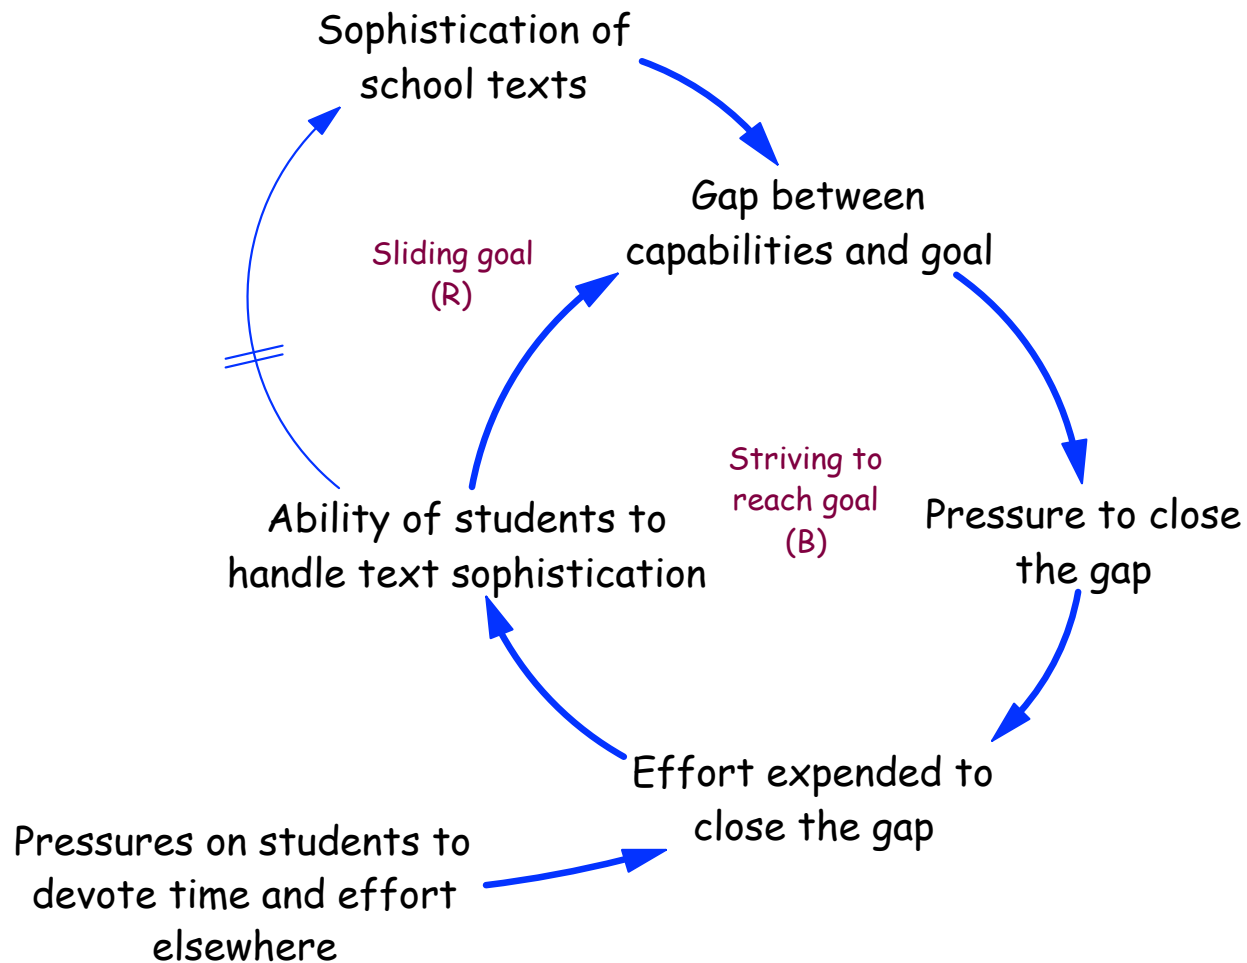 Sophistication of
school texts
Gap between
capabilities and goal
Sliding goal
(R)
Striving to
reach goal
(B)
Pressure to close
the gap
Ability of students to
handle text sophistication
Effort expended to
close the gap
Pressures on students to
devote time and effort
elsewhere